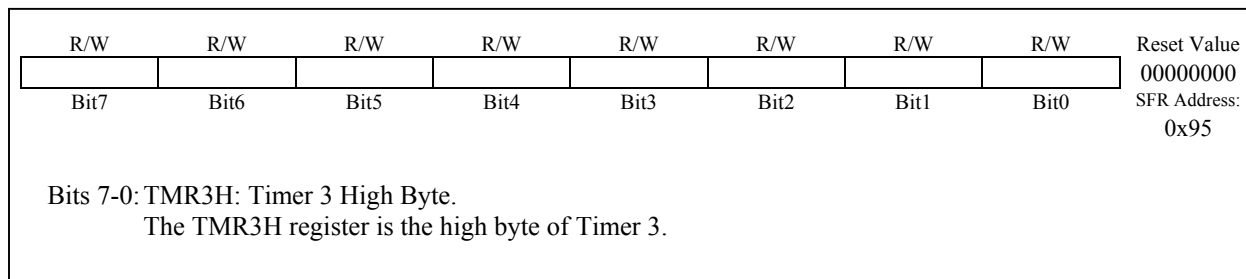 R/W R/W R/W R/W R/W R/W R/W R/W Reset Value
00000000
Bit7 Bit6 Bit5 Bit4 Bit3 Bit2 Bit1 Bit0 SFR Address:
0x95
Bits 7-0: TMR3H: Timer 3 High Byte.
The TMR3H register is the high byte of Timer 3.